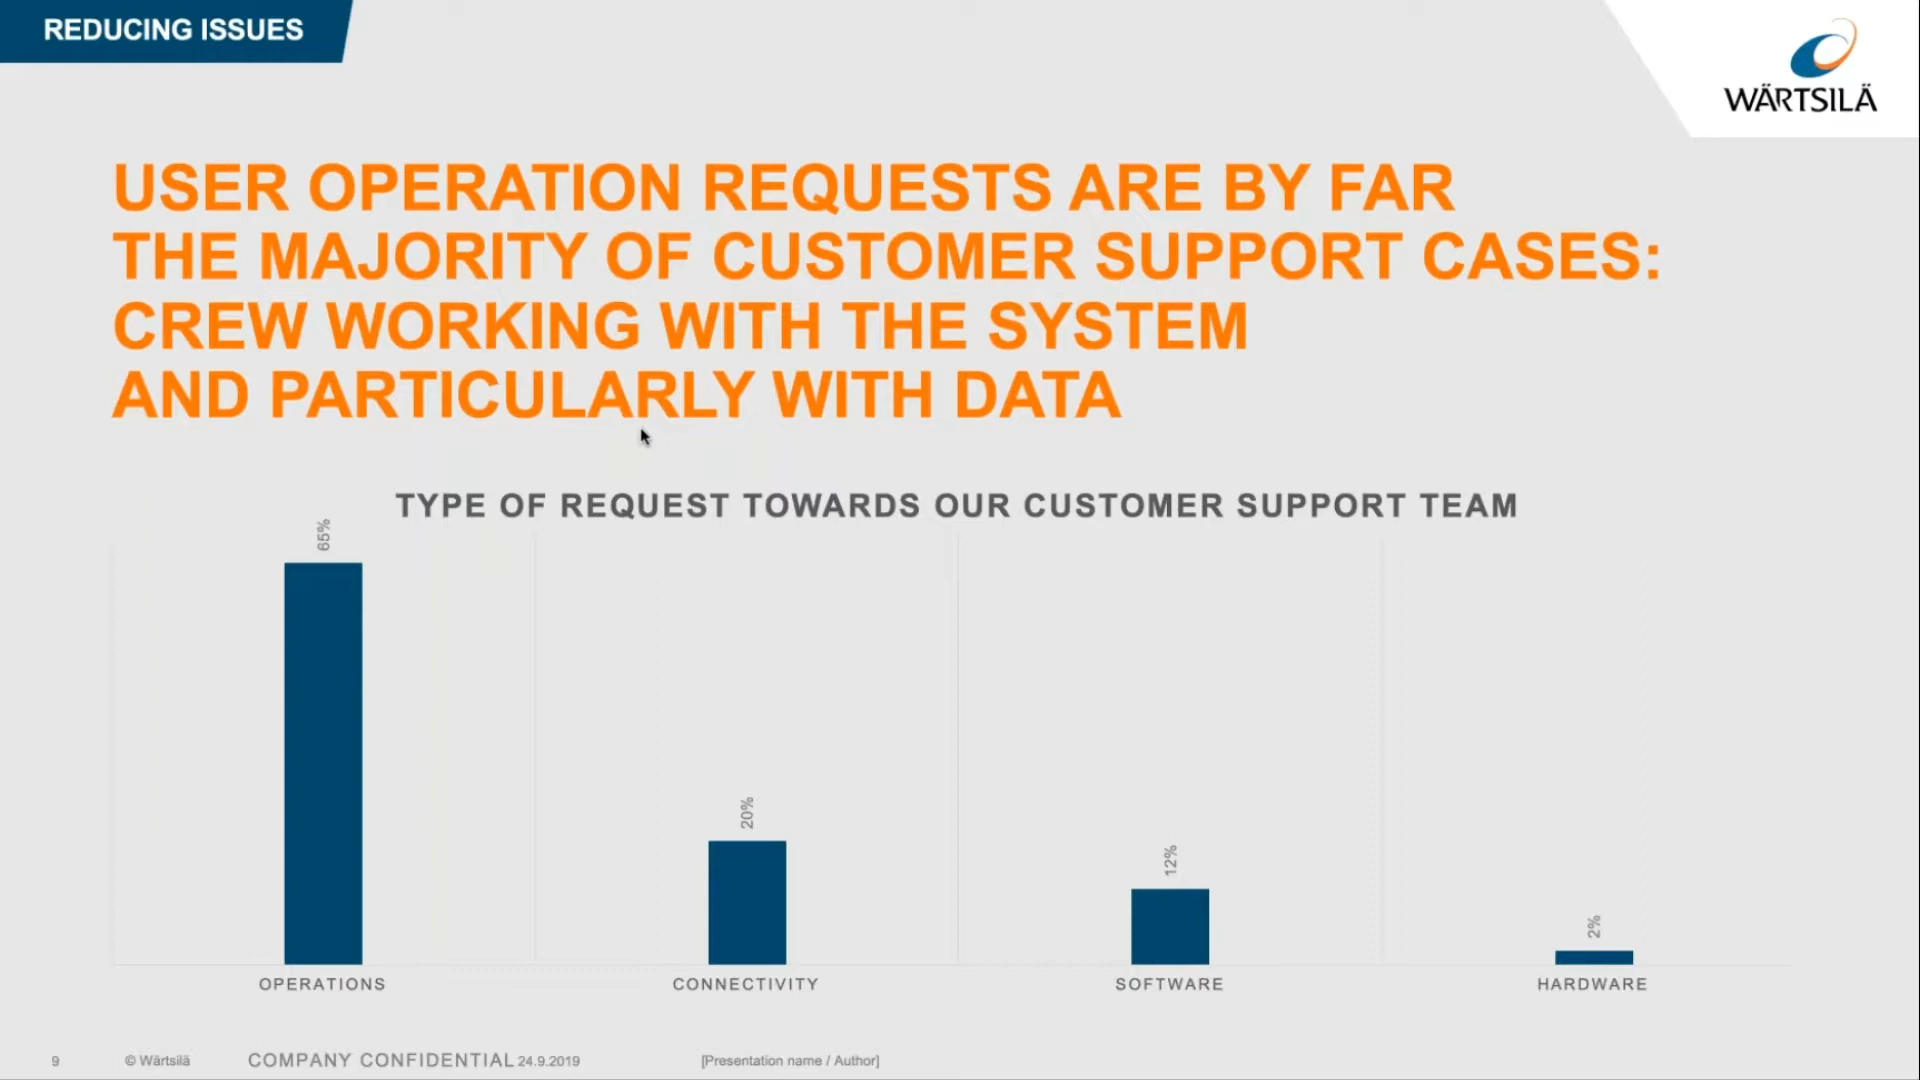 REDUCING ISSUES
WÄRTSILÄ
USER OPERATION REQUESTS ARE BY FAR
THE MAJORITY OF CUSTOMER SUPPORT CASES:
CREW WORKING WITH THE SYSTEM
AND PARTICULARLY WITH DATA
TYPE OF REQUEST TOWARDS OUR CUSTOMER SUPPORT TEAM
65%
20%
12%
2%
OPERATIONS
CONNECTIVITY
SOFTWARE
HARDWARE
9 © Wärtsilä COMPANY CONFIDENTIAL 24.9.2019 [Presentation name / Author]